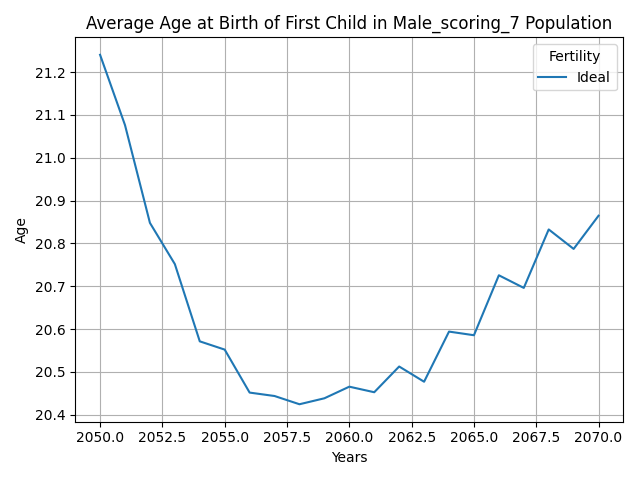 Average Age at Birth of First Child in Male_scoring_7 Population
Fertility
Ideal
21.2
21.1
21.0
20.9
20.8
20.7
20.6
20.5
20.4
Age
2050.0 2052.5 2055.0 2057.5 2060.0 2062.5 2065.0 2067.5 2070.0
Years